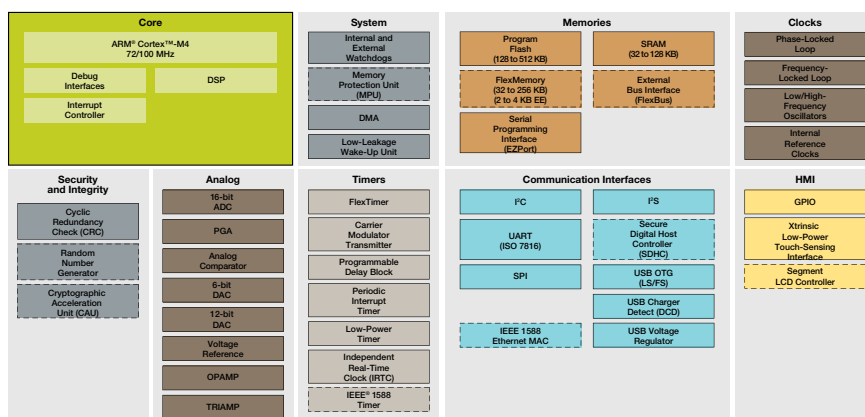 Core
ARM® Cortex™-M4
72/100 MHz
Debug
Interfaces
DSP
Interrupt
Controller
System
Internal and
External
Watchdogs
Memory
Protection Unit
(MPU)
DMA
Low-Leakage
Wake-Up Unit
Memories
Program
Flash
(128 to 512 KB)
SRAM
(32 to 128 KB)
FlexMemory
(32 to 256 KB)
(2 to 4 KB EE)
External
Bus Interface
(FlexBus)
Serial
Programming
Interface
(EZPort)
Clocks
Phase-Locked
Loop
Frequency-
Locked Loop
Low/High-
Frequency
Oscillators
Internal
Reference
Clocks
Security
and Integrity
Cyclic
Redundancy
Check (CRC)
Random
Number
Generator
Cryptographic
Acceleration
Unit (CAU)
Analog
16-bit
ADC
PGA
Analog
Comparator
6-bit
DAC
12-bit
DAC
Voltage
Reference
OPAMP
TRIAMP
Timers
FlexTimer
Carrier
Modulator
Transmitter
Programmable
Delay Block
Periodic
Interrupt
Timer
Low-Power
Timer
Independent
Real-Time
Clock (IRTC)
IEEE® 1588
Timer
Communication Interfaces
I²C
I²S
UART
(ISO 7816)
Secure
Digital Host
Controller
(SDHC)
SPI
USB OTG
(LS/FS)
USB Charger
Detect (DCD)
IEEE 1588
Ethernet MAC
USB Voltage
Regulator
HMI
GPIO
Xtrinsic
Low-Power
Touch-Sensing
Interface
Segment
LCD Controller